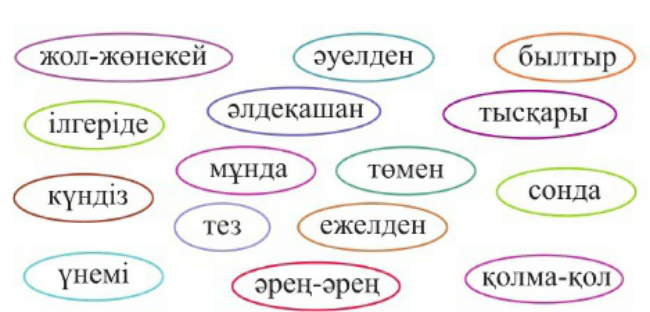 жол-жөнекей
әуелден
былтыр
ілгеріде
әлдеқашан
тысқары
мұнда
төмен
күндіз
сонда
тез
ежелден
үнемі
әрең-әрең
қолма-қол